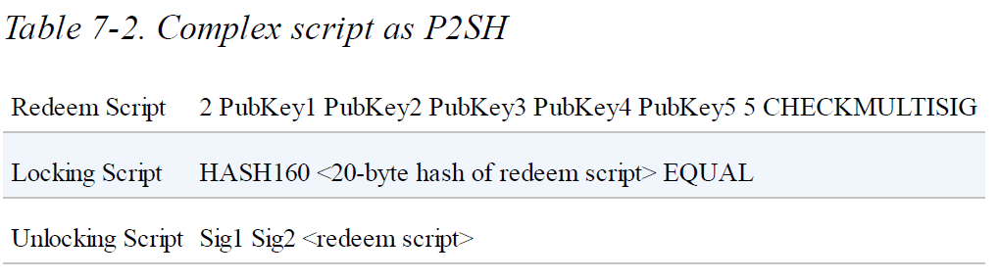 Table 7-2. Complex script as P2SH
Redeem Script 2 PubKey1 PubKey2 PubKey3 PubKey4 PubKey5 5 CHECKMULTISIG
Locking Script HASH160 <20-byte hash of redeem script> EQUAL
Unlocking Script Sig1 Sig2 <redeem script>